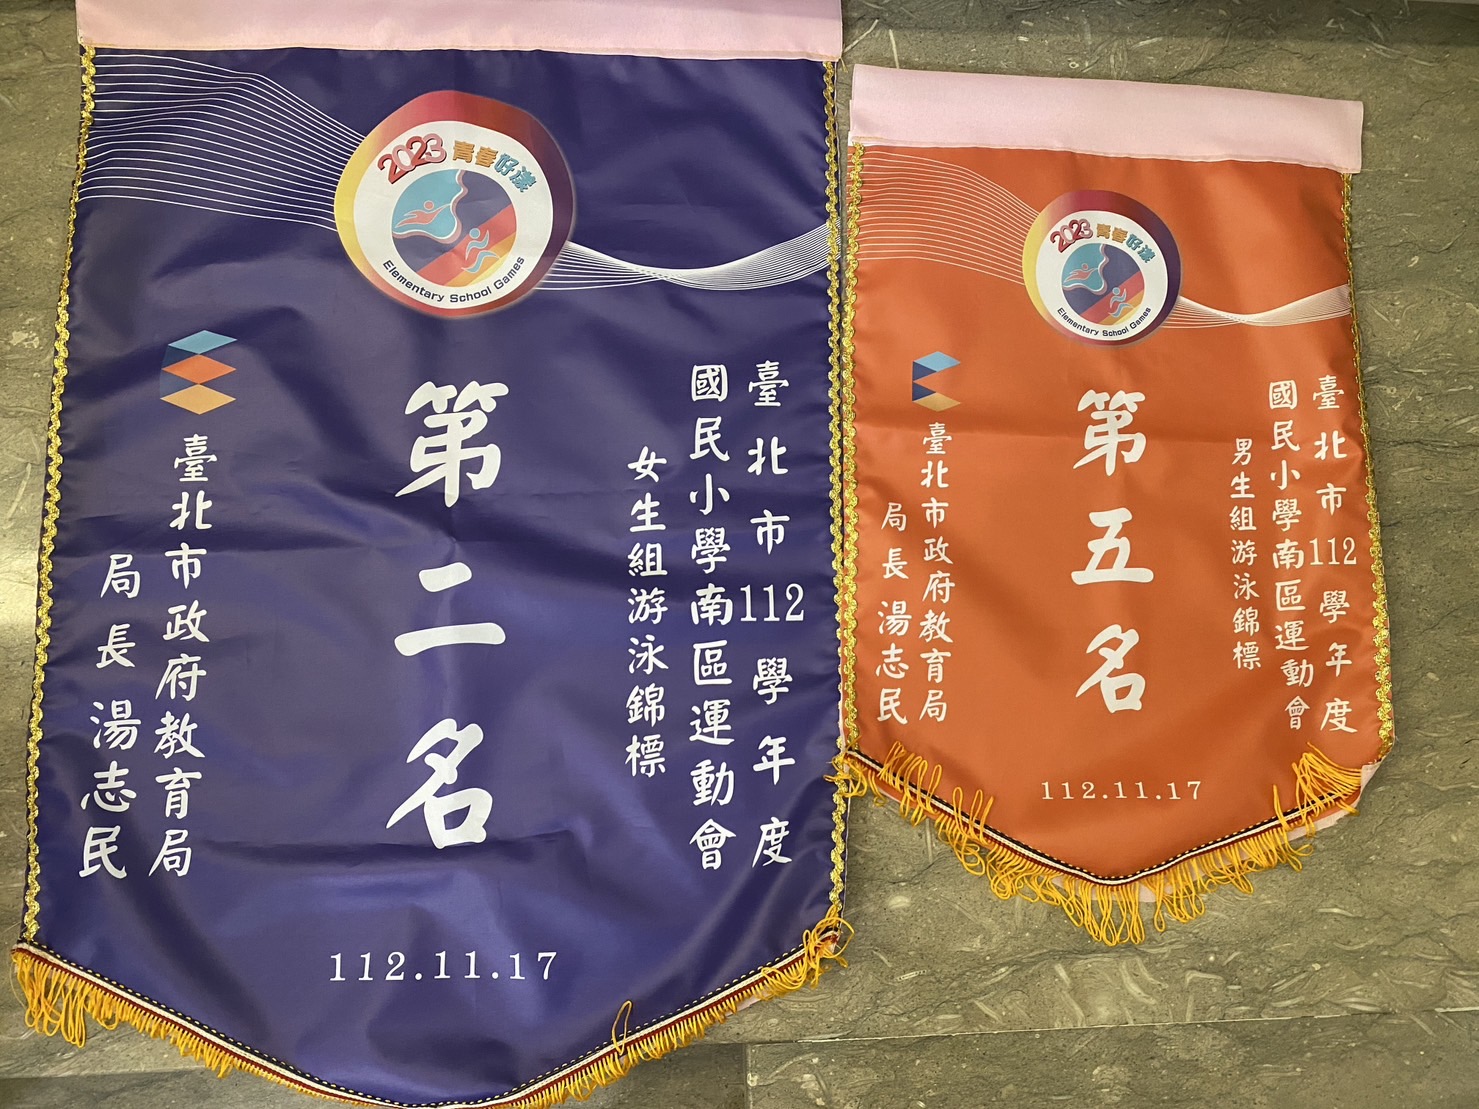 2023 青春好漾
Elementary School Games
臺北市112學年度
國民小學南區運動會
女生組游泳錦標
第二名
臺北市政府教育局
局長 湯志民
112.11.17
2023 青春好漾
Elementary School Games
臺北市112學年度
國民小學南區運動會
男生組游泳錦標
第五名
臺北市政府教育局
局長 湯志民
112.11.17